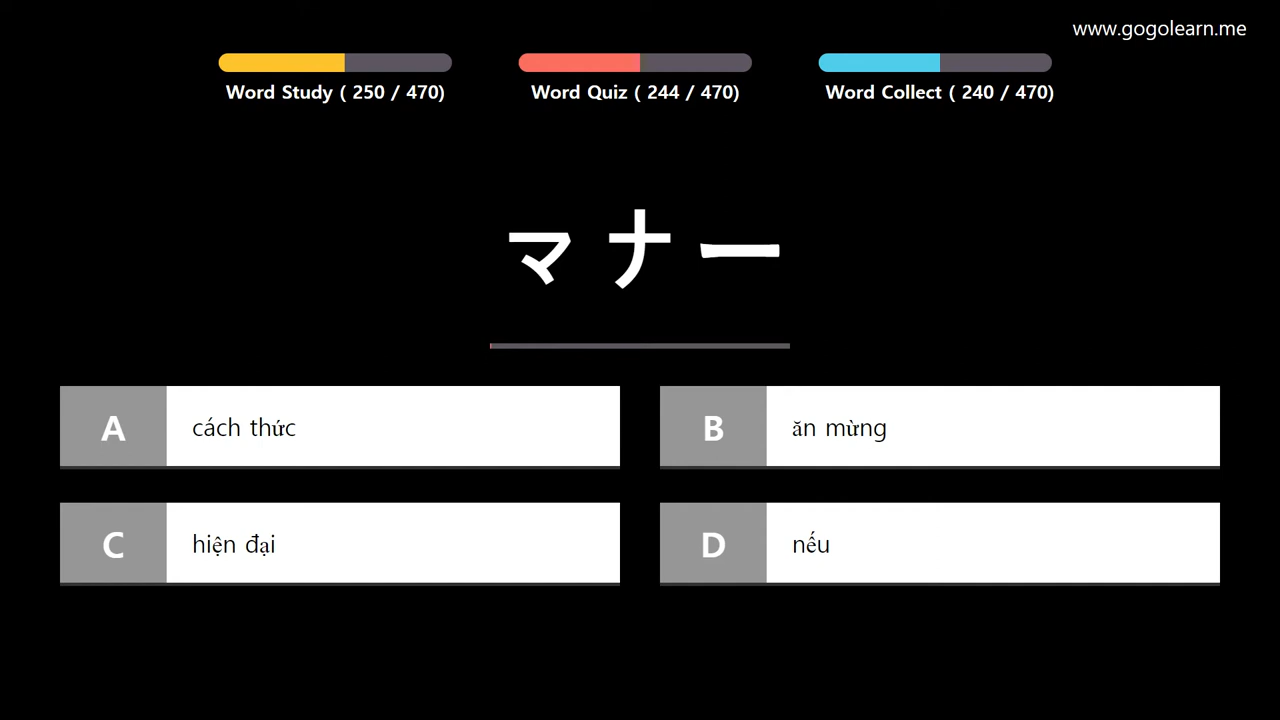 www.gogolearn.me
Word Study ( 250 / 470)
Word Quiz ( 244 / 470)
Word Collect ( 240 / 470)
マナー
A
cách thức
B
ăn mừng
C
hiện đại
D
nếu